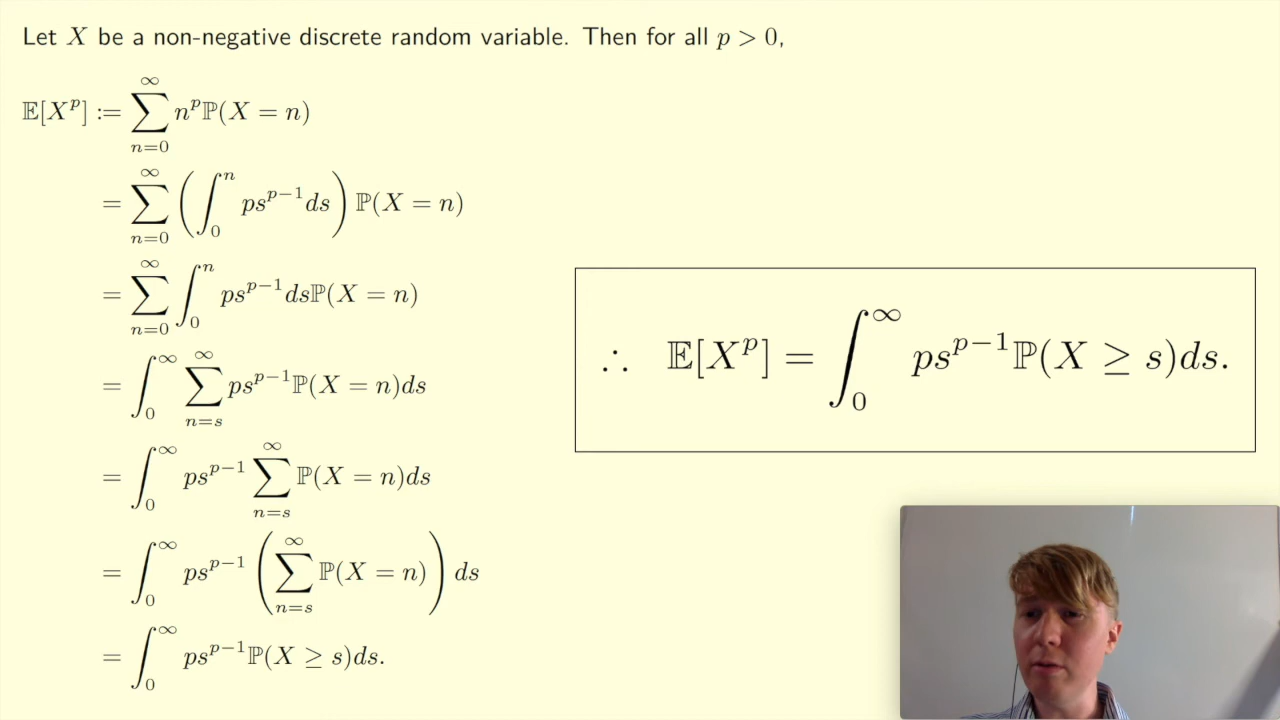 Let X be a non-negative discrete random variable. Then for all p > 0,
𝔼[X^p] := ∑_{n=0}^{∞} n^p ℙ(X = n)
= ∑_{n=0}^{∞} ( ∫_0^n ps^{p−1} ds ) ℙ(X = n)
= ∑_{n=0}^{∞} ∫_0^n ps^{p−1} dsℙ(X = n)
= ∫_0^∞ ∑_{n=s}^{∞} ps^{p−1} ℙ(X = n)ds
= ∫_0^∞ ps^{p−1} ∑_{n=s}^{∞} ℙ(X = n)ds
= ∫_0^∞ ps^{p−1} ( ∑_{n=s}^{∞} ℙ(X = n) ) ds
= ∫_0^∞ ps^{p−1} ℙ(X ≥ s)ds.
∴ 𝔼[X^p] = ∫_0^∞ ps^{p−1} ℙ(X ≥ s)ds.